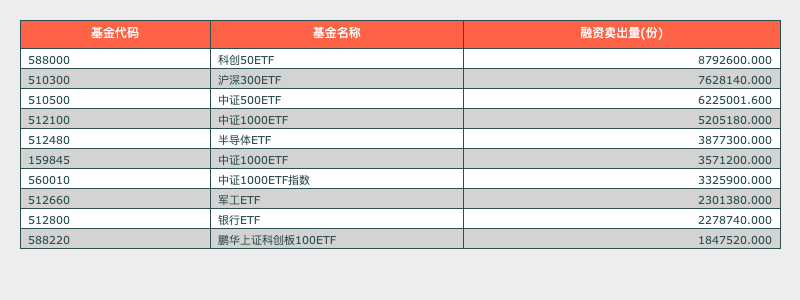 基金代码 基金名称 融资卖出量(份)
588000 科创50ETF 8792600.000
510300 沪深300ETF 7628140.000
510500 中证500ETF 6225001.600
512100 中证1000ETF 5205180.000
512480 半导体ETF 3877300.000
159845 中证1000ETF 3571200.000
560010 中证1000ETF指数 3325900.000
512660 军工ETF 2301380.000
512800 银行ETF 2278740.000
588220 鹏华上证科创板100ETF 1847520.000